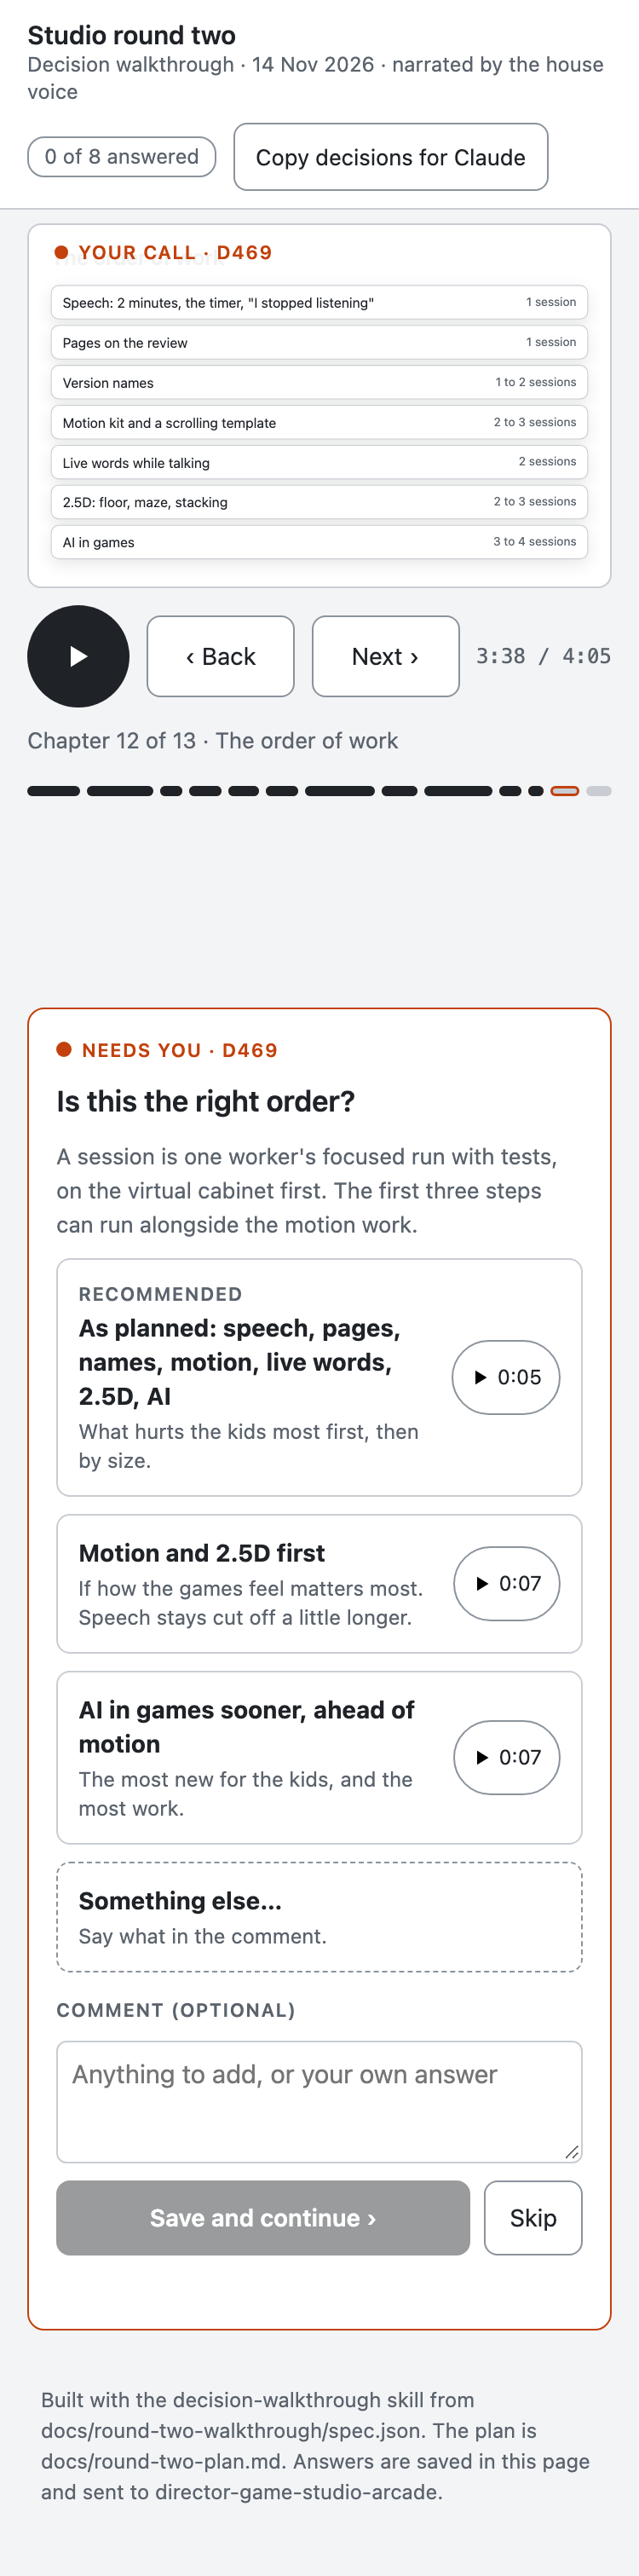 Studio round two
Decision walkthrough · 14 Nov 2026 · narrated by the house
voice
0 of 8 answered
Copy decisions for Claude
YOUR CALL · D469
The order of work
Speech: 2 minutes, the timer, "I stopped listening" 1 session
Pages on the review 1 session
Version names 1 to 2 sessions
Motion kit and a scrolling template 2 to 3 sessions
Live words while talking 2 sessions
2.5D: floor, maze, stacking 2 to 3 sessions
AI in games 3 to 4 sessions
‹ Back
Next ›
3:38 / 4:05
Chapter 12 of 13 · The order of work
NEEDS YOU · D469
Is this the right order?
A session is one worker's focused run with tests,
on the virtual cabinet first. The first three steps
can run alongside the motion work.
RECOMMENDED
As planned: speech, pages,
names, motion, live words,
2.5D, AI
What hurts the kids most first, then
by size.
0:05
Motion and 2.5D first
If how the games feel matters most.
Speech stays cut off a little longer.
0:07
AI in games sooner, ahead of
motion
The most new for the kids, and the
most work.
0:07
Something else...
Say what in the comment.
COMMENT (OPTIONAL)
Anything to add, or your own answer
Save and continue ›
Skip
Built with the decision-walkthrough skill from
docs/round-two-walkthrough/spec.json. The plan is
docs/round-two-plan.md. Answers are saved in this page
and sent to director-game-studio-arcade.